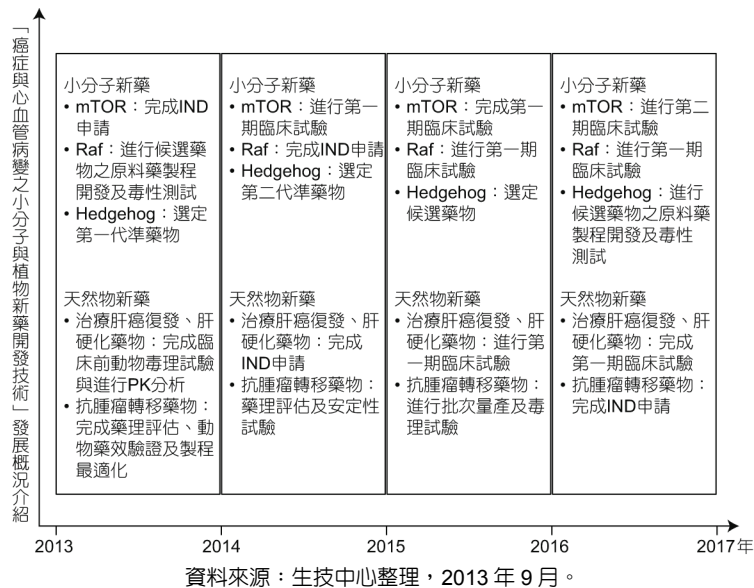 「癌症與心血管病變之小分子與植物新藥開發技術」發展概況介紹
小分子新藥
• mTOR：完成IND
申請
• Raf：進行候選藥
物之原料藥製程
開發及毒性測試
• Hedgehog：選定
第一代準藥物
天然物新藥
• 治療肝癌復發、肝
硬化藥物：完成臨
床前動物毒理試驗
與進行PK分析
• 抗腫瘤轉移藥物：
完成藥理評估、動
物藥效驗證及製程
最適化
小分子新藥
• mTOR：進行第一
期臨床試驗
• Raf：完成IND申請
• Hedgehog：選定
第二代準藥物
天然物新藥
• 治療肝癌復發、肝
硬化藥物：完成
IND申請
• 抗腫瘤轉移藥物：
藥理評估及安定性
試驗
小分子新藥
• mTOR：完成第一
期臨床試驗
• Raf：進行第一期
臨床試驗
• Hedgehog：選定
候選藥物
天然物新藥
• 治療肝癌復發、肝
硬化藥物：進行第
一期臨床試驗
• 抗腫瘤轉移藥物：
進行批次量產及毒
理試驗
小分子新藥
• mTOR：進行第二
期臨床試驗
• Raf：進行第一期
臨床試驗
• Hedgehog：進行
候選藥物之原料藥
製程開發及毒性
測試
天然物新藥
• 治療肝癌復發、肝
硬化藥物：完成
第一期臨床試驗
• 抗腫瘤轉移藥物：
完成IND申請
2013 2014 2015 2016 2017年
資料來源：生技中心整理，2013 年 9 月。